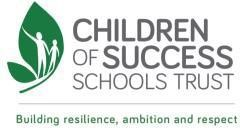 CHILDREN
OF SUCCESS
SCHOOLS TRUST
Building resilience, ambition and respect